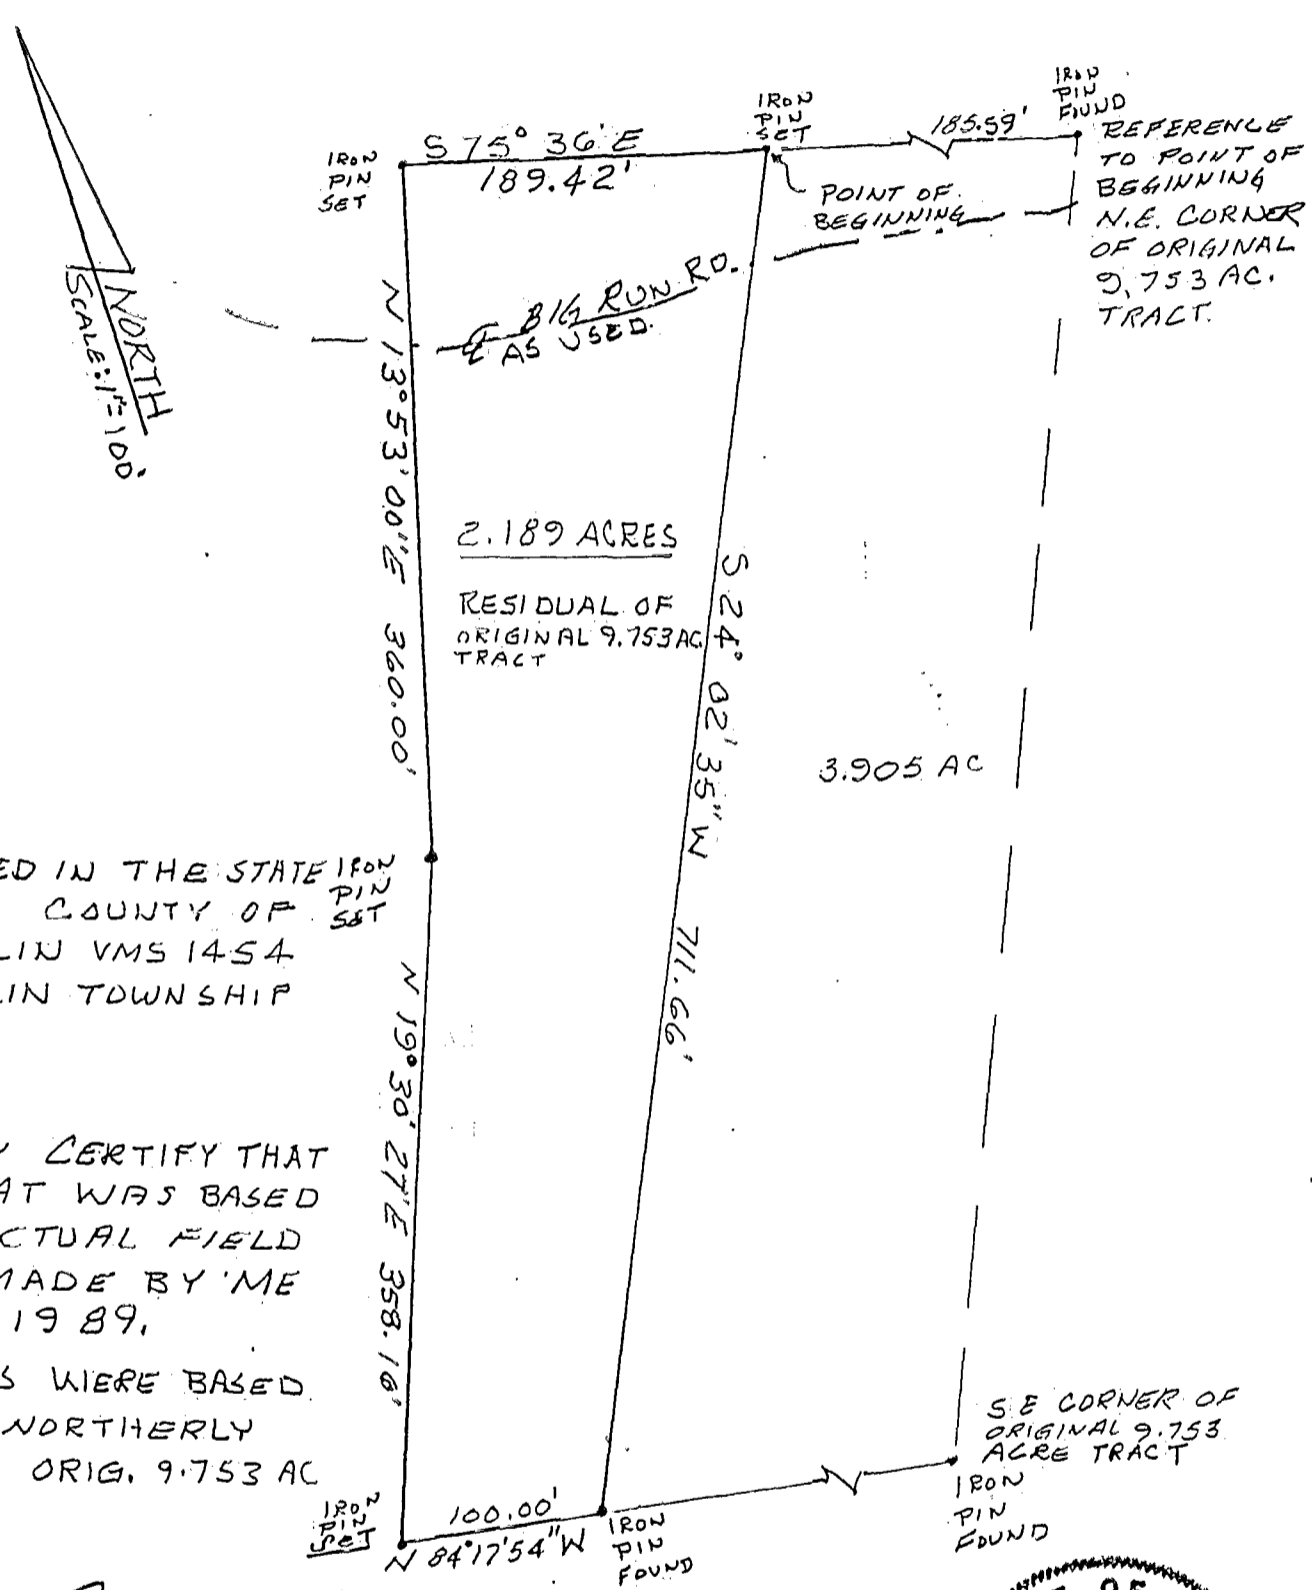 IRON
PIN
FOUND
IRON
PIN
SET
185.59'
REFERENCE
TO POINT OF
BEGINNING
N.E. CORNER
OF ORIGINAL
9.753 AC.
TRACT.
S 75° 36' E
189.42'
IRON
PIN
SET
POINT OF
BEGINNING
NORTH
SCALE: 1"=100'
BIG RUN RD.
℄ AS USED.
N 13° 53' 00" E 360.00'
2.189 ACRES
RESIDUAL OF
ORIGINAL 9.753 AC.
TRACT
S 24° 02' 35" W 711.66'
3.905 AC
ED IN THE STATE
COUNTY OF
LIN VMS 1454
LIN TOWNSHIP
IRON
PIN
SET
N 19° 30' 27" E 358.16'
Y CERTIFY THAT
AT WAS BASED
CTUAL FIELD
MADE BY ME
1989.
S WERE BASED
NORTHERLY
ORIG. 9.753 AC
S.E CORNER OF
ORIGINAL 9.753
ACRE TRACT
IRON
PIN
FOUND
IRON
PIN
SET
100.00'
N 84°17'54" W
IRON
PIN
FOUND